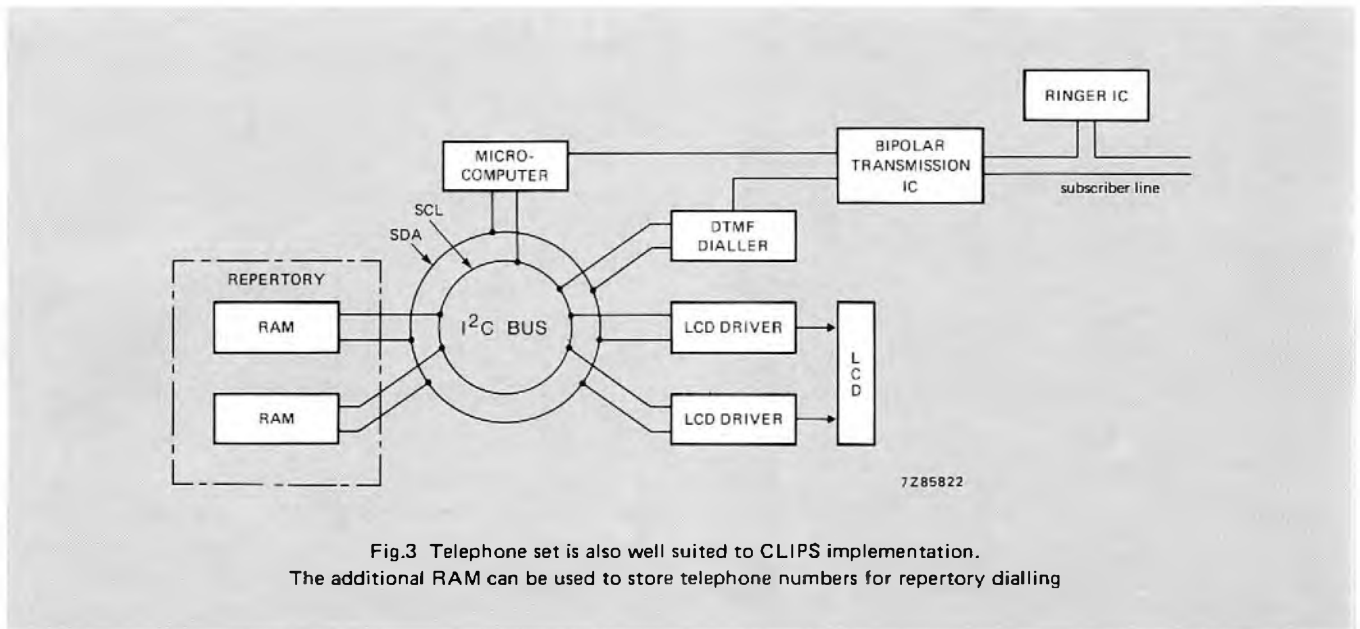 RINGER IC
MICRO-
COMPUTER
BIPOLAR
TRANSMISSION
IC
subscriber line
SCL
SDA
DTMF
DIALLER
REPERTORY
RAM
I²C BUS
LCD DRIVER
LCD
RAM
LCD DRIVER
7Z85822
Fig.3 Telephone set is also well suited to CLIPS implementation.
The additional RAM can be used to store telephone numbers for repertory dialling